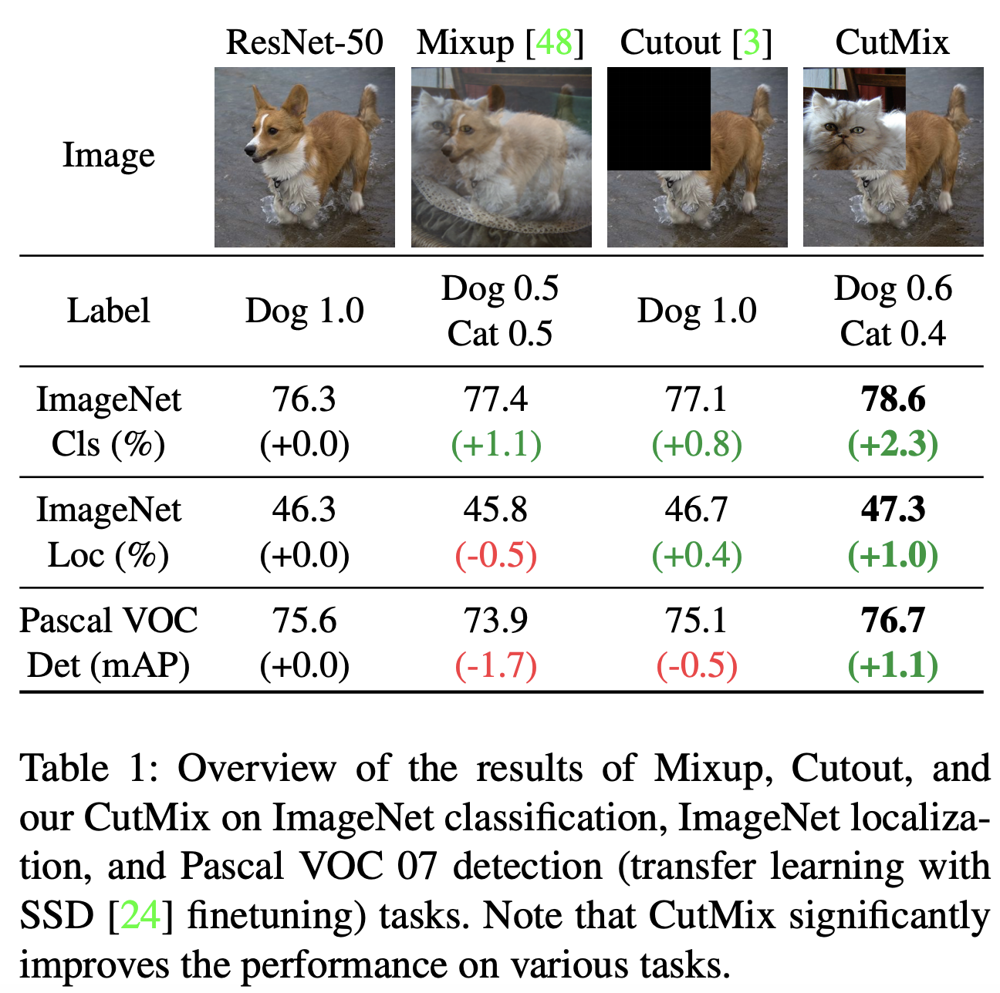 ResNet-50 Mixup [48] Cutout [3] CutMix
Image
Label Dog 1.0 Dog 0.5 Cat 0.5 Dog 1.0 Dog 0.6 Cat 0.4
ImageNet 76.3 77.4 77.1 78.6
Cls (%) (+0.0) (+1.1) (+0.8) (+2.3)
ImageNet 46.3 45.8 46.7 47.3
Loc (%) (+0.0) (-0.5) (+0.4) (+1.0)
Pascal VOC 75.6 73.9 75.1 76.7
Det (mAP) (+0.0) (-1.7) (-0.5) (+1.1)
Table 1: Overview of the results of Mixup, Cutout, and
our CutMix on ImageNet classification, ImageNet localiza-
tion, and Pascal VOC 07 detection (transfer learning with
SSD [24] finetuning) tasks. Note that CutMix significantly
improves the performance on various tasks.